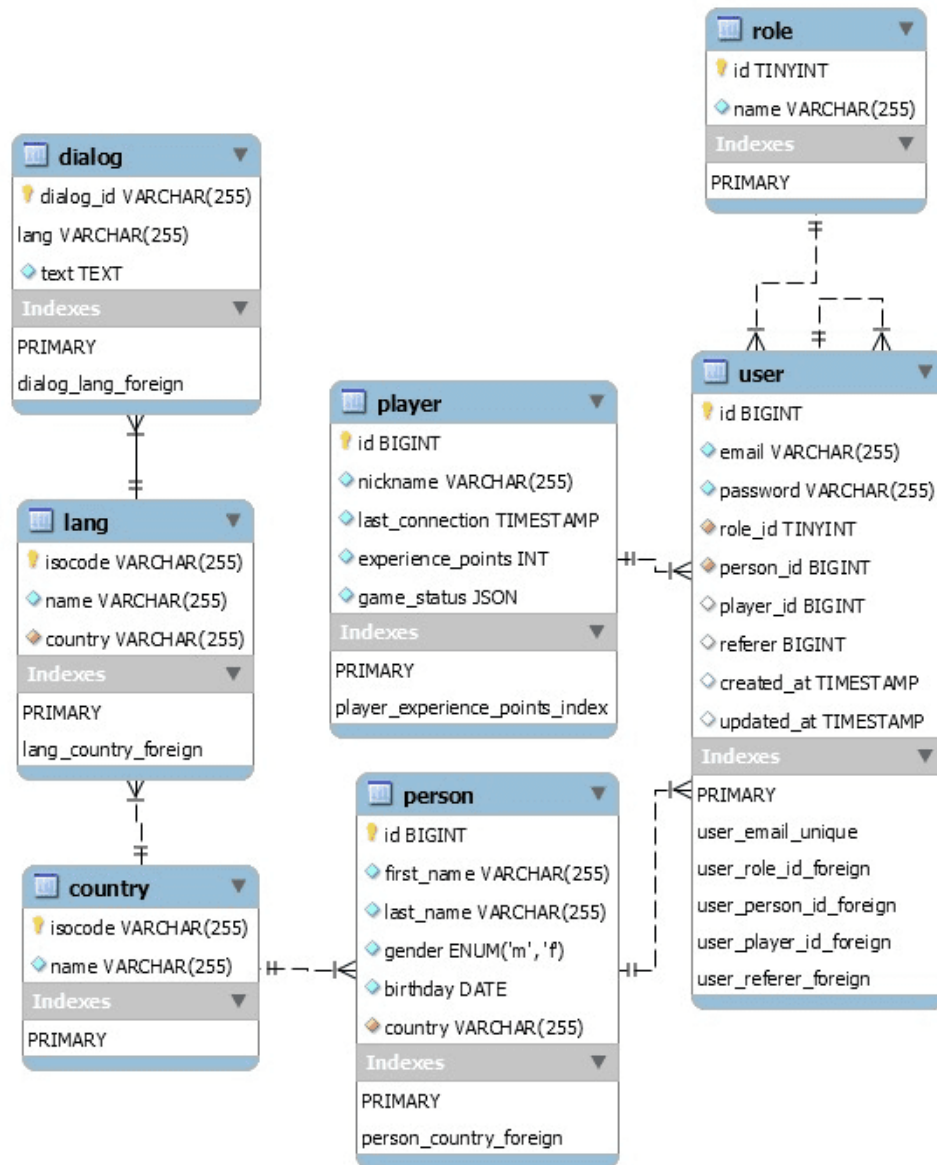 role
id TINYINT
name VARCHAR(255)
Indexes
PRIMARY
dialog
dialog_id VARCHAR(255)
lang VARCHAR(255)
text TEXT
Indexes
PRIMARY
dialog_lang_foreign
player
id BIGINT
nickname VARCHAR(255)
last_connection TIMESTAMP
experience_points INT
game_status JSON
Indexes
PRIMARY
player_experience_points_index
user
id BIGINT
email VARCHAR(255)
password VARCHAR(255)
role_id TINYINT
person_id BIGINT
player_id BIGINT
referer BIGINT
created_at TIMESTAMP
updated_at TIMESTAMP
Indexes
PRIMARY
user_email_unique
user_role_id_foreign
user_person_id_foreign
user_player_id_foreign
user_referer_foreign
lang
isocode VARCHAR(255)
name VARCHAR(255)
country VARCHAR(255)
Indexes
PRIMARY
lang_country_foreign
person
id BIGINT
first_name VARCHAR(255)
last_name VARCHAR(255)
gender ENUM('m', 'f')
birthday DATE
country VARCHAR(255)
Indexes
PRIMARY
person_country_foreign
country
isocode VARCHAR(255)
name VARCHAR(255)
Indexes
PRIMARY